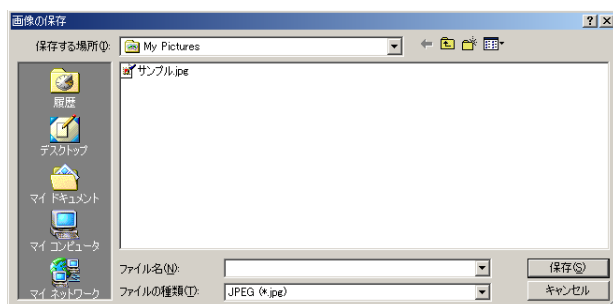 画像の保存
保存する場所(I):
My Pictures
サンプル.jpg
履歴
デスクトップ
マイ ドキュメント
マイ コンピュータ
マイ ネットワーク
ファイル名(N):
保存(S)
ファイルの種類(T):
JPEG (*.jpg)
キャンセル